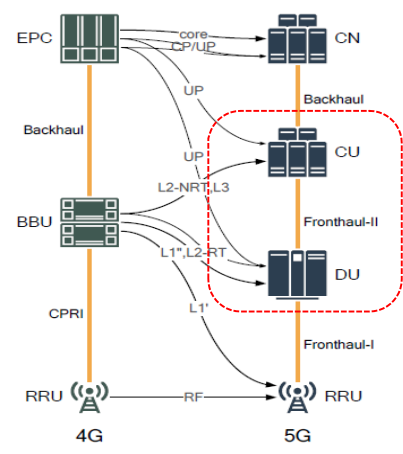 EPC
core
CP/UP
CN
Backhaul
UP
Backhaul
CU
UP
L2-NRT,L3
BBU
Fronthaul-II
L1",L2-RT
DU
CPRI
L1'
Fronthaul-I
RRU
RF
RRU
4G
5G